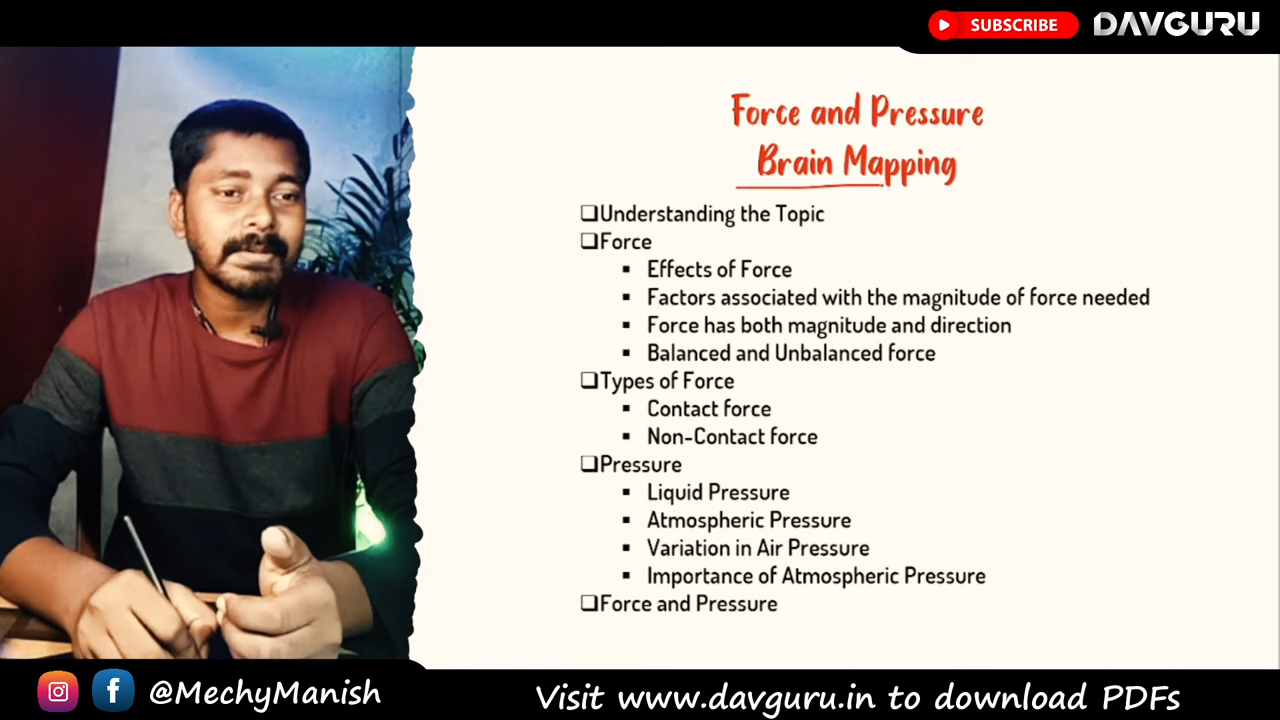 SUBSCRIBE DAVGURU
Force and Pressure
Brain Mapping
❑Understanding the Topic
❑Force
▪ Effects of Force
▪ Factors associated with the magnitude of force needed
▪ Force has both magnitude and direction
▪ Balanced and Unbalanced force
❑Types of Force
▪ Contact force
▪ Non-Contact force
❑Pressure
▪ Liquid Pressure
▪ Atmospheric Pressure
▪ Variation in Air Pressure
▪ Importance of Atmospheric Pressure
❑Force and Pressure
@MechyManish
Visit www.davguru.in to download PDFs